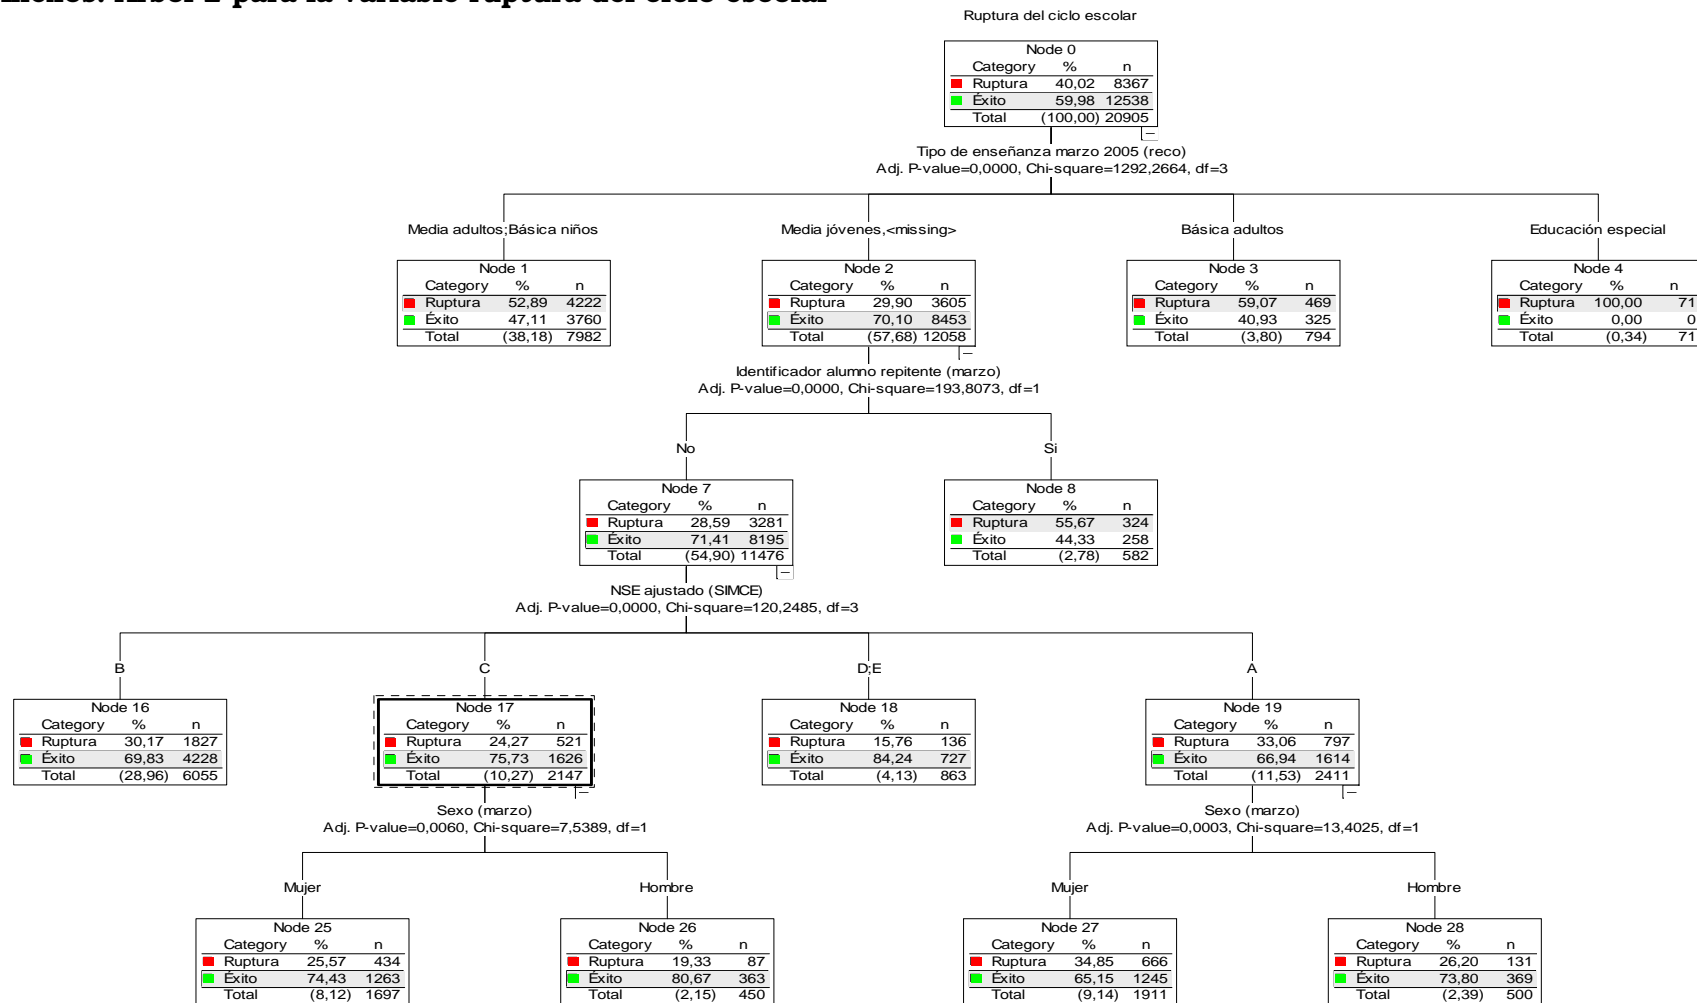 Ruptura del ciclo escolar
Node 0
Category % n
Ruptura 40,02 8367
Éxito 59,98 12538
Total (100,00) 20905
Tipo de enseñanza marzo 2005 (reco)
Adj. P-value=0,0000, Chi-square=1292,2664, df=3
Media adultos;Básica niños
Node 1
Category % n
Ruptura 52,89 4222
Éxito 47,11 3760
Total (38,18) 7982
Media jóvenes,<missing>
Node 2
Category % n
Ruptura 29,90 3605
Éxito 70,10 8453
Total (57,68) 12058
Básica adultos
Node 3
Category % n
Ruptura 59,07 469
Éxito 40,93 325
Total (3,80) 794
Educación especial
Node 4
Category % n
Ruptura 100,00 71
Éxito 0,00 0
Total (0,34) 71
Identificador alumno repitente (marzo)
Adj. P-value=0,0000, Chi-square=193,8073, df=1
No
Node 7
Category % n
Ruptura 28,59 3281
Éxito 71,41 8195
Total (54,90) 11476
Si
Node 8
Category % n
Ruptura 55,67 324
Éxito 44,33 258
Total (2,78) 582
NSE ajustado (SIMCE)
Adj. P-value=0,0000, Chi-square=120,2485, df=3
B
Node 16
Category % n
Ruptura 30,17 1827
Éxito 69,83 4228
Total (28,96) 6055
C
Node 17
Category % n
Ruptura 24,27 521
Éxito 75,73 1626
Total (10,27) 2147
D;E
Node 18
Category % n
Ruptura 15,76 136
Éxito 84,24 727
Total (4,13) 863
A
Node 19
Category % n
Ruptura 33,06 797
Éxito 66,94 1614
Total (11,53) 2411
Sexo (marzo)
Adj. P-value=0,0060, Chi-square=7,5389, df=1
Sexo (marzo)
Adj. P-value=0,0003, Chi-square=13,4025, df=1
Mujer
Node 25
Category % n
Ruptura 25,57 434
Éxito 74,43 1263
Total (8,12) 1697
Hombre
Node 26
Category % n
Ruptura 19,33 87
Éxito 80,67 363
Total (2,15) 450
Mujer
Node 27
Category % n
Ruptura 34,85 666
Éxito 65,15 1245
Total (9,14) 1911
Hombre
Node 28
Category % n
Ruptura 26,20 131
Éxito 73,80 369
Total (2,39) 500